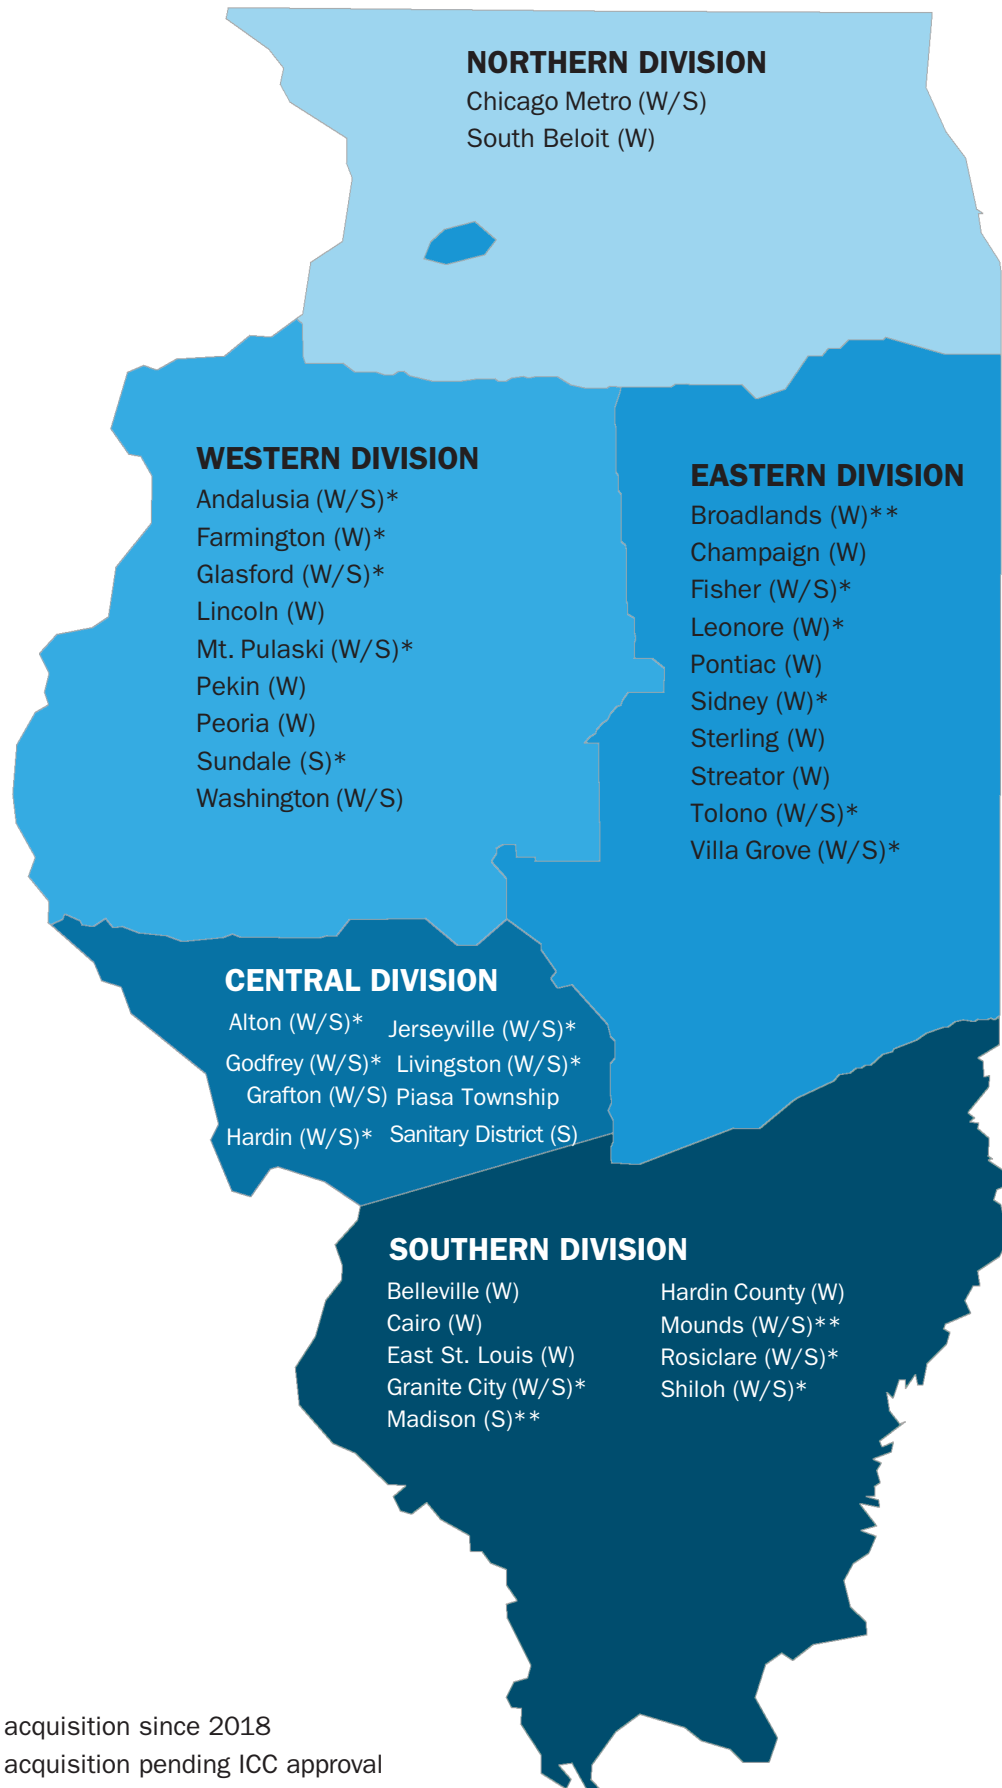 NORTHERN DIVISION
Chicago Metro (W/S)
South Beloit (W)
WESTERN DIVISION
Andalusia (W/S)*
Farmington (W)*
Glasford (W/S)*
Lincoln (W)
Mt. Pulaski (W/S)*
Pekin (W)
Peoria (W)
Sundale (S)*
Washington (W/S)
EASTERN DIVISION
Broadlands (W)**
Champaign (W)
Fisher (W/S)*
Leonore (W)*
Pontiac (W)
Sidney (W)*
Sterling (W)
Streator (W)
Tolono (W/S)*
Villa Grove (W/S)*
CENTRAL DIVISION
Alton (W/S)*
Godfrey (W/S)*
Grafton (W/S)
Hardin (W/S)*
Jerseyville (W/S)*
Livingston (W/S)*
Piasa Township
Sanitary District (S)
SOUTHERN DIVISION
Belleville (W)
Cairo (W)
East St. Louis (W)
Granite City (W/S)*
Madison (S)**
Hardin County (W)
Mounds (W/S)**
Rosiclare (W/S)*
Shiloh (W/S)*
acquisition since 2018
acquisition pending ICC approval